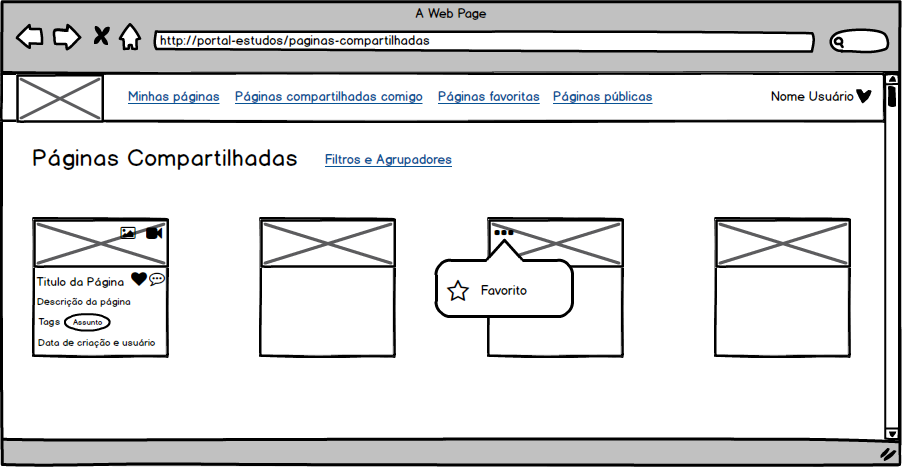 A Web Page
http://portal-estudos/paginas-compartilhadas
Minhas páginas Páginas compartilhadas comigo Páginas favoritas Páginas públicas Nome Usuário
Páginas Compartilhadas Filtros e Agrupadores
Titulo da Página
Descrição da página
Tags Assunto
Data de criação e usuário
Favorito